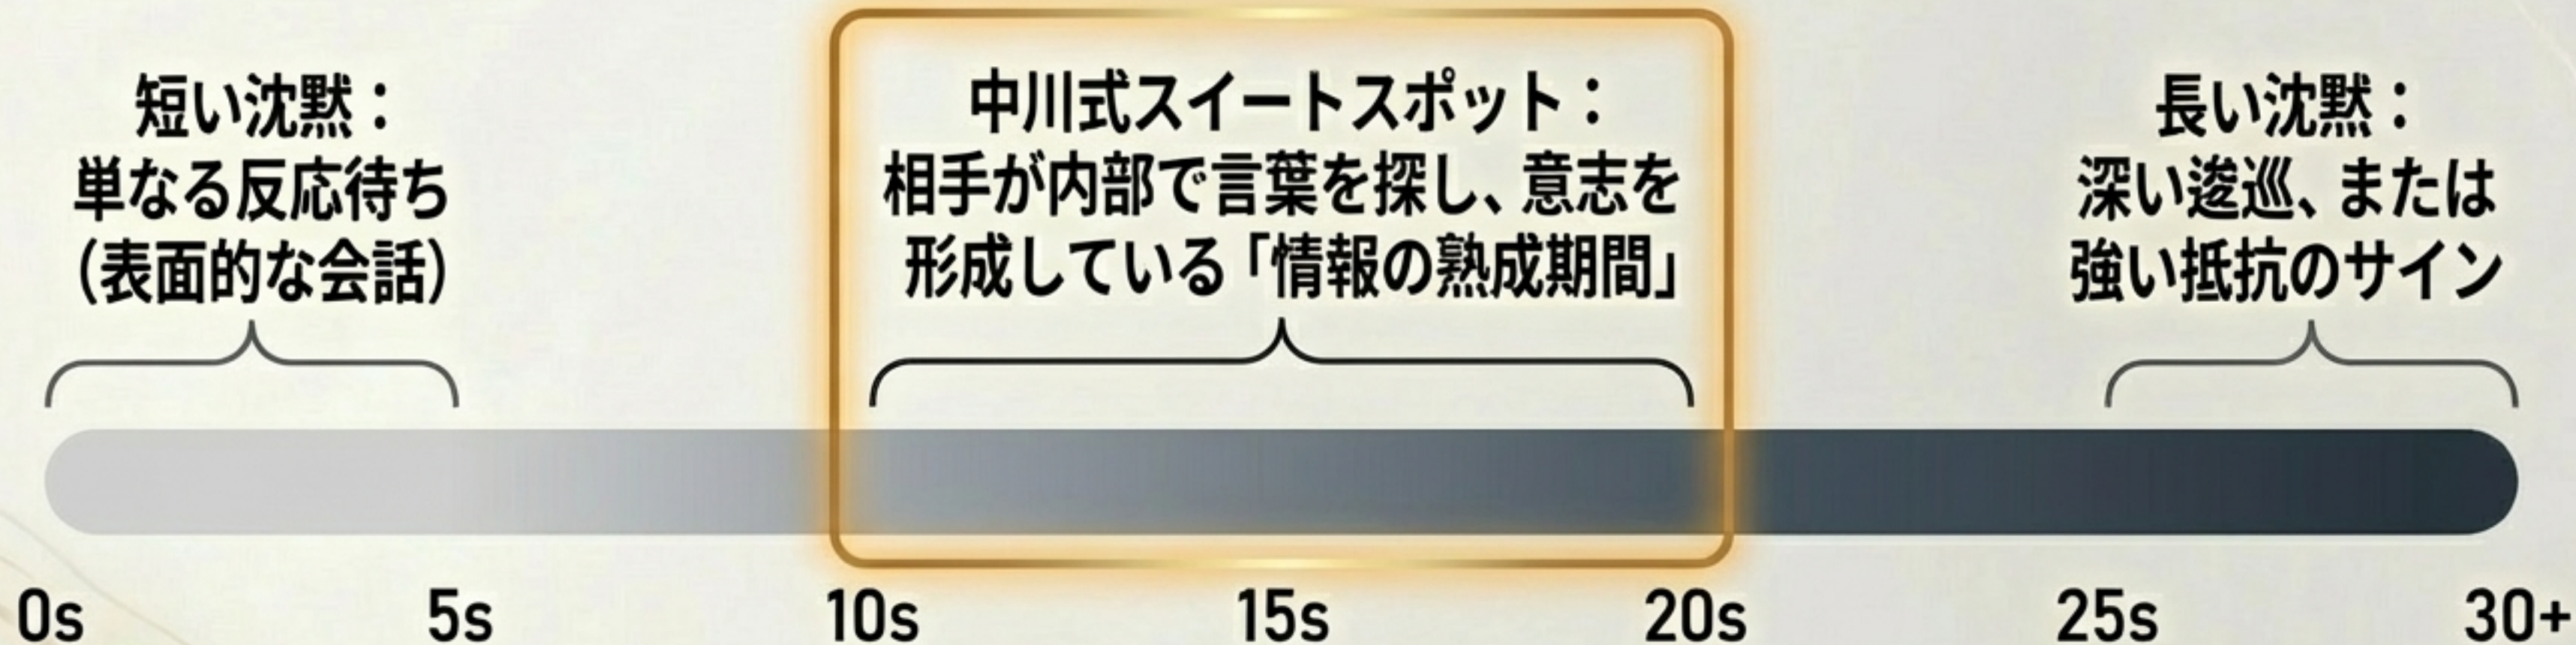 短い沈黙：
単なる反応待ち
（表面的な会話）
中川式スイートスポット：
相手が内部で言葉を探し、意志を
形成している「情報の熟成期間」
長い沈黙：
深い逡巡、または
強い抵抗のサイン
0s
5s
10s
15s
20s
25s
30+